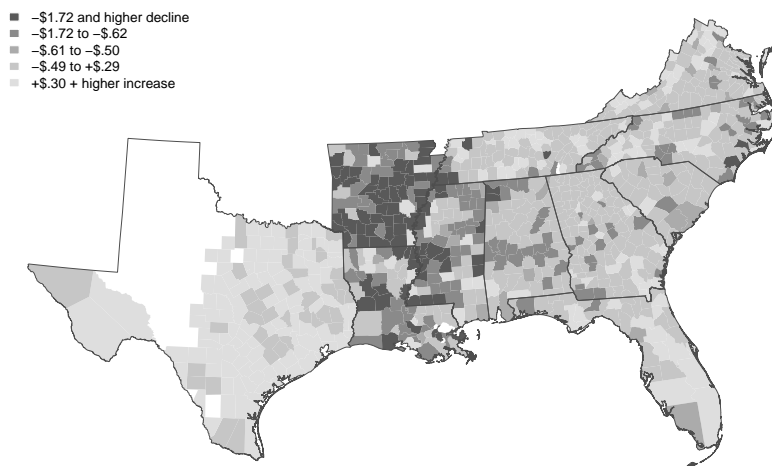 –$1.72 and higher decline
–$1.72 to –$.62
–$.61 to –$.50
–$.49 to +$.29
+$.30 + higher increase